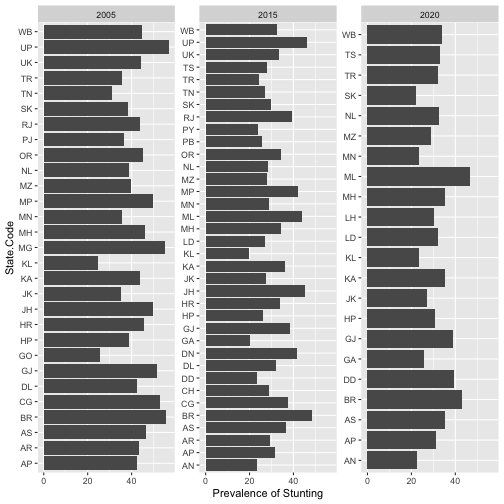 2005
2015
2020
State.Code
WB
UP
UK
TR
TN
SK
RJ
PJ
OR
NL
MZ
MP
MN
MH
MG
KL
KA
JK
JH
HR
HP
GO
GJ
DL
CG
BR
AS
AR
AP
0
20
40
WB
UP
UK
TS
TR
TN
SK
RJ
PY
PB
OR
NL
MZ
MP
MN
ML
MH
LD
KL
KA
JK
JH
HR
HP
GJ
GA
DN
DL
DD
CH
CG
BR
AS
AR
AP
AN
0
20
40
WB
TS
TR
SK
NL
MZ
MN
ML
MH
LH
LD
KL
KA
JK
HP
GJ
GA
DD
BR
AS
AP
AN
0
20
40
Prevalence of Stunting